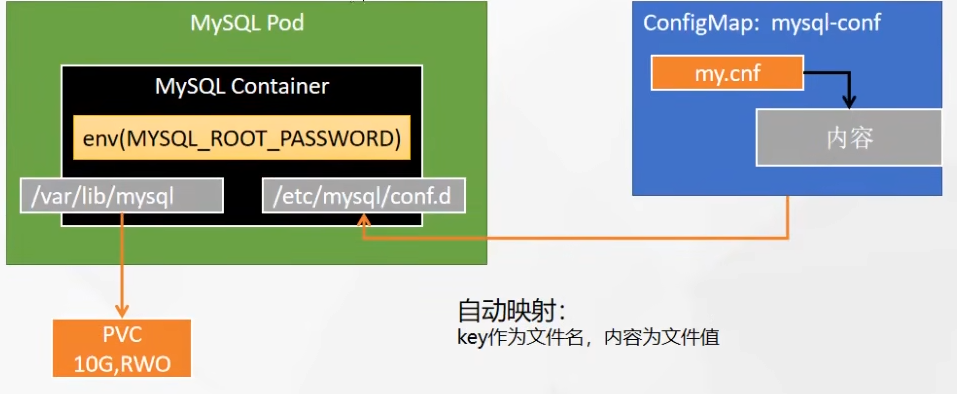 MySQL Pod
MySQL Container
env(MYSQL_ROOT_PASSWORD)
/var/lib/mysql
/etc/mysql/conf.d
PVC
10G,RWO
ConfigMap: mysql-conf
my.cnf
内容
自动映射：
key作为文件名，内容为文件值